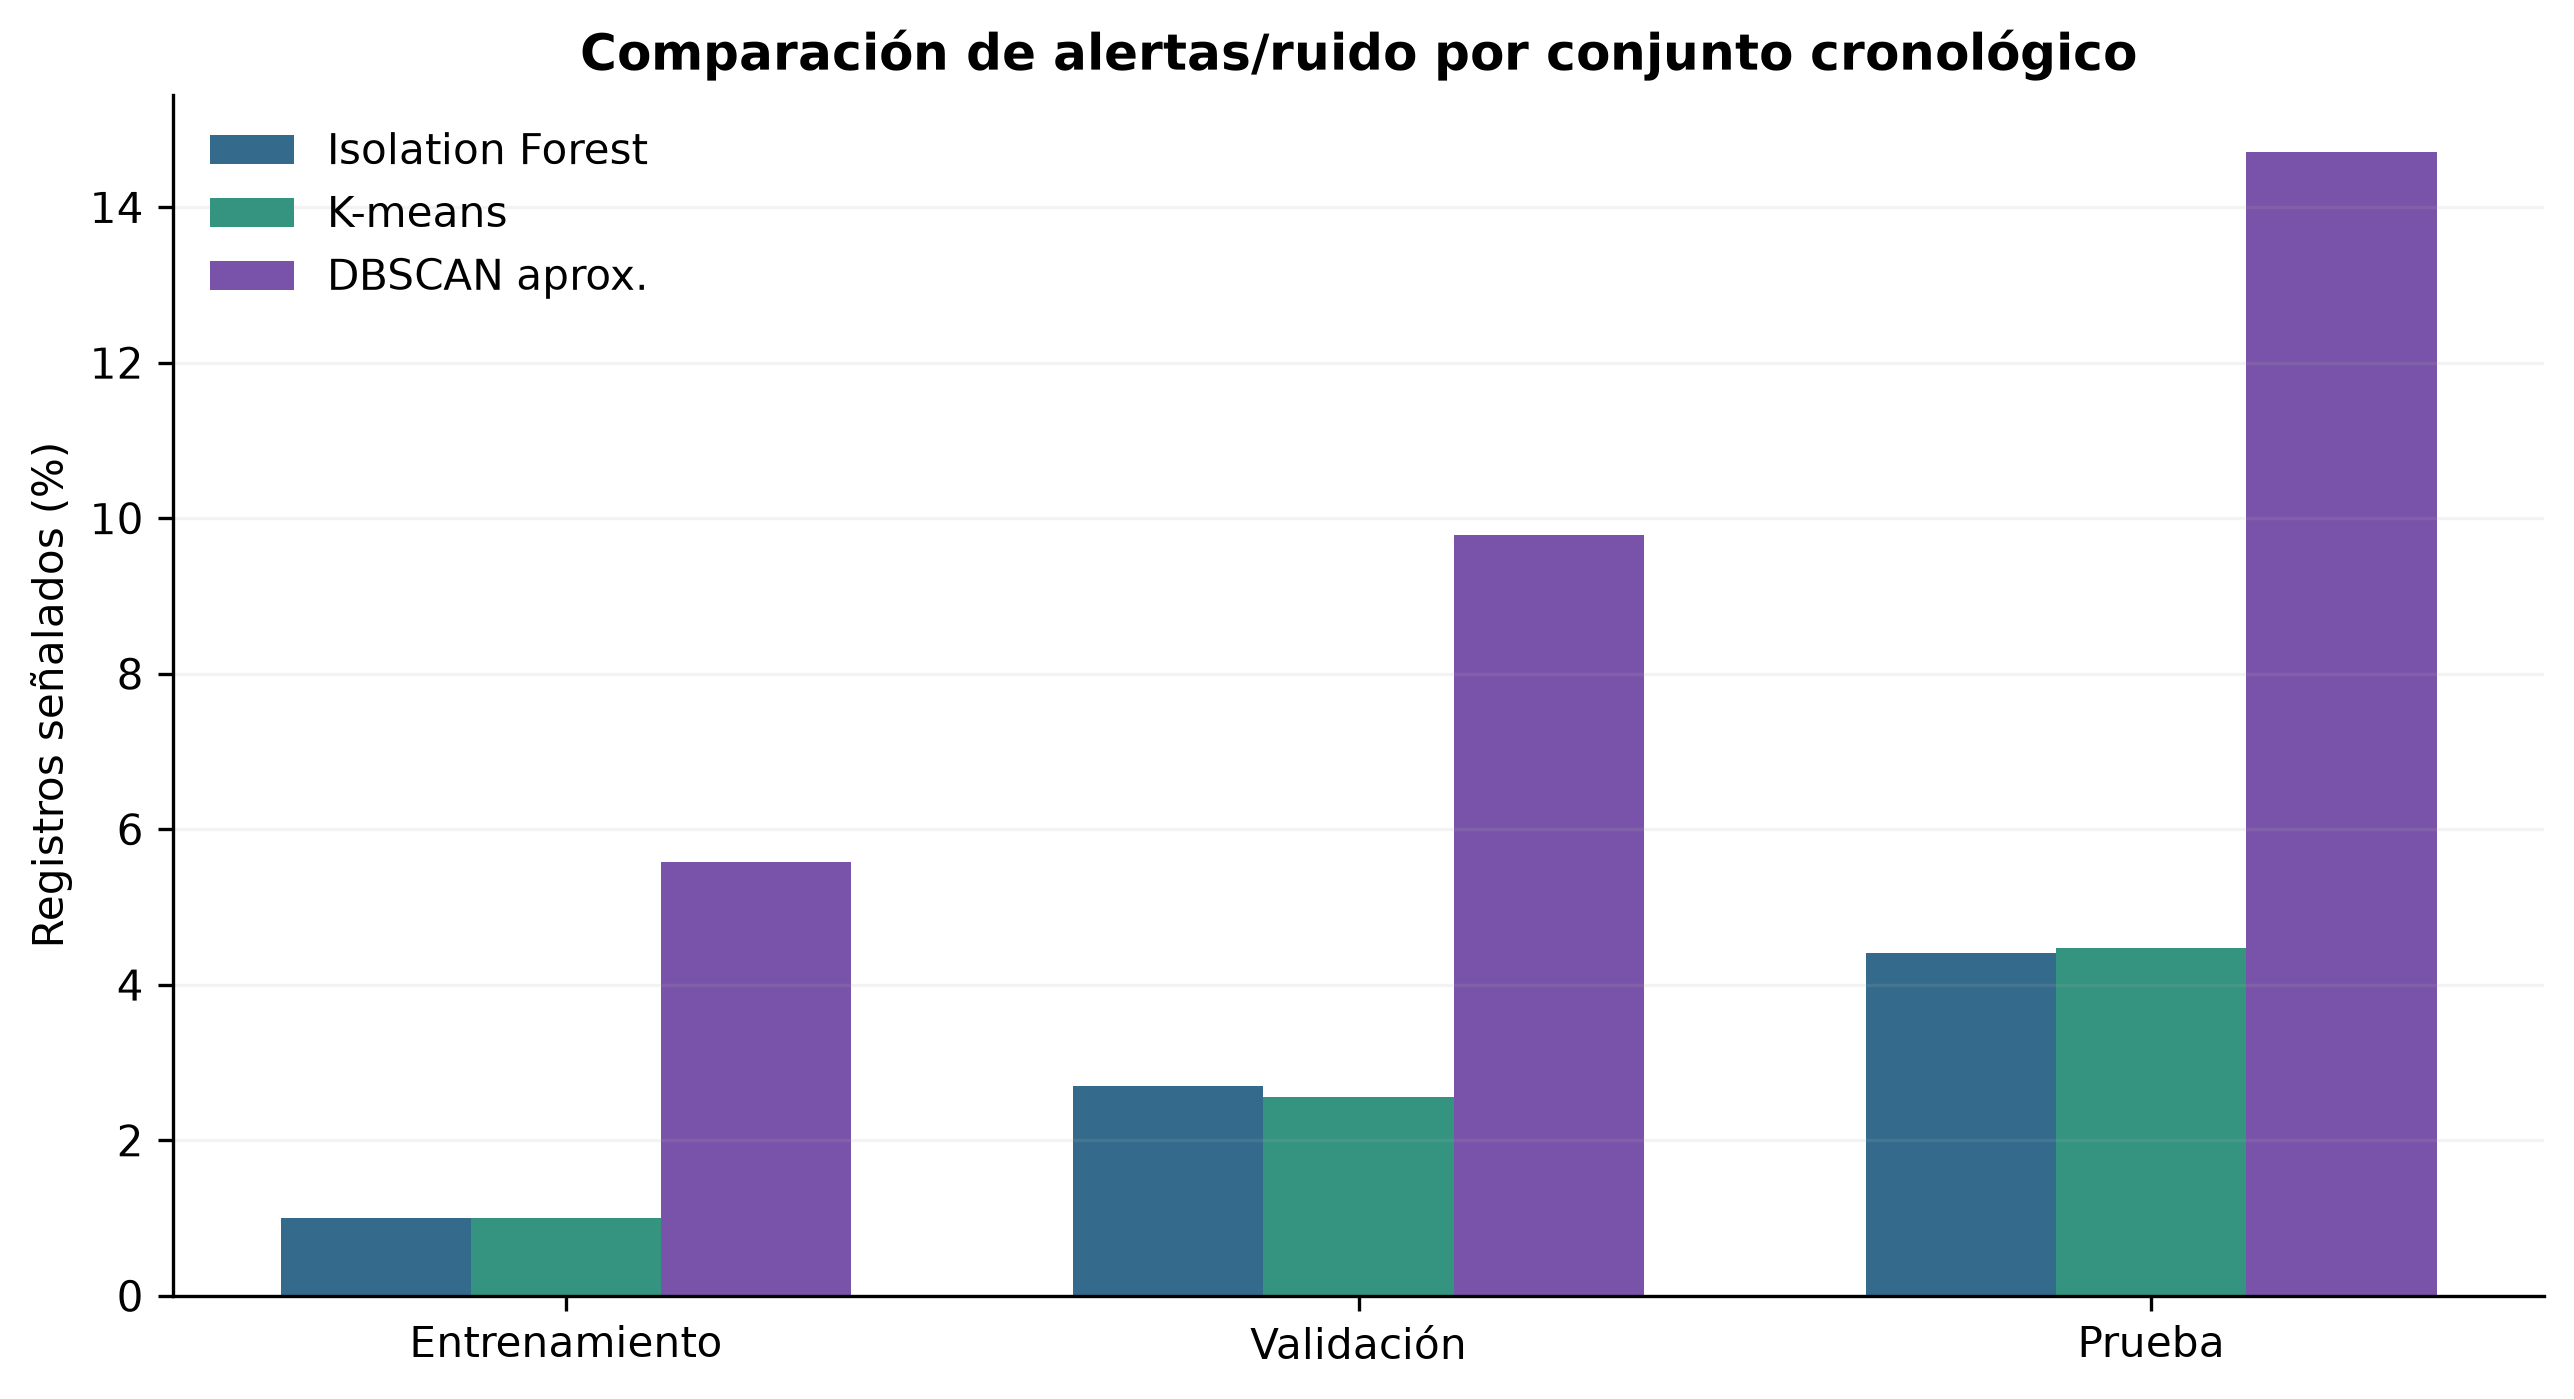 Comparación de alertas/ruido por conjunto cronológico
Isolation Forest
K-means
DBSCAN aprox.
Registros señalados (%)
14
12
10
8
6
4
2
0
Entrenamiento
Validación
Prueba